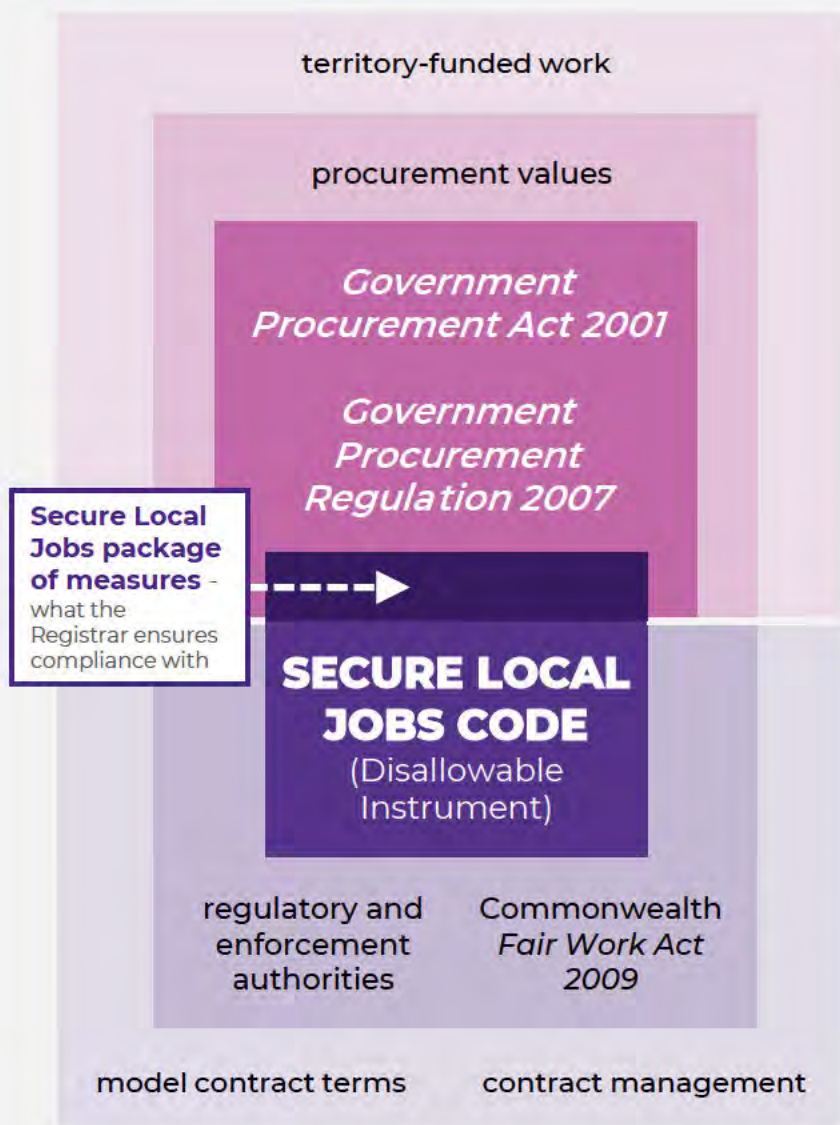 territory-funded work
procurement values
Government
Procurement Act 2001
Government
Procurement
Regulation 2007
Secure Local
Jobs package
of measures -
what the
Registrar ensures
compliance with
SECURE LOCAL
JOBS CODE
(Disallowable
Instrument)
regulatory and
enforcement
authorities
Commonwealth
Fair Work Act
2009
model contract terms
contract management